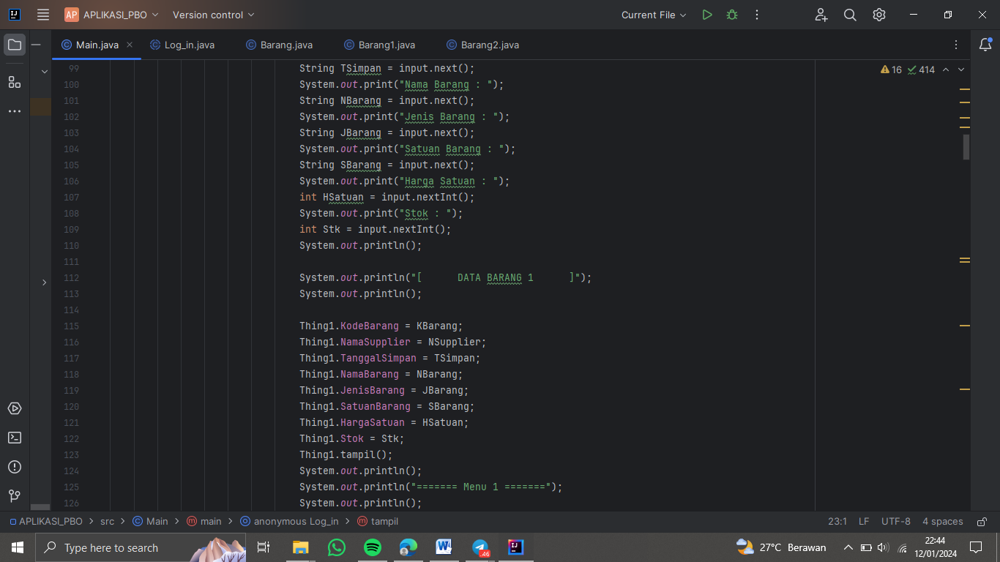 AP APLIKASI_PBO Version control Current File
Main.java Log_in.java Barang.java Barang1.java Barang2.java
16 414
99 String TSimpan = input.next();
100 System.out.print("Nama Barang : ");
101 String NBarang = input.next();
102 System.out.print("Jenis Barang : ");
103 String JBarang = input.next();
104 System.out.print("Satuan Barang : ");
105 String SBarang = input.next();
106 System.out.print("Harga Satuan : ");
107 int HSatuan = input.nextInt();
108 System.out.print("Stok : ");
109 int Stk = input.nextInt();
110 System.out.println();
111
112 System.out.println("[      DATA BARANG 1      ]");
113 System.out.println();
114
115 Thing1.KodeBarang = KBarang;
116 Thing1.NamaSupplier = NSupplier;
117 Thing1.TanggalSimpan = TSimpan;
118 Thing1.NamaBarang = NBarang;
119 Thing1.JenisBarang = JBarang;
120 Thing1.SatuanBarang = SBarang;
121 Thing1.HargaSatuan = HSatuan;
122 Thing1.Stok = Stk;
123 Thing1.tampil();
124 System.out.println();
125 System.out.println("======= Menu 1 =======");
126 System.out.println();
APLIKASI_PBO > src > Main > main > anonymous Log_in > tampil 23:1 LF UTF-8 4 spaces
Type here to search 46 27°C Berawan 22:44
12/01/2024